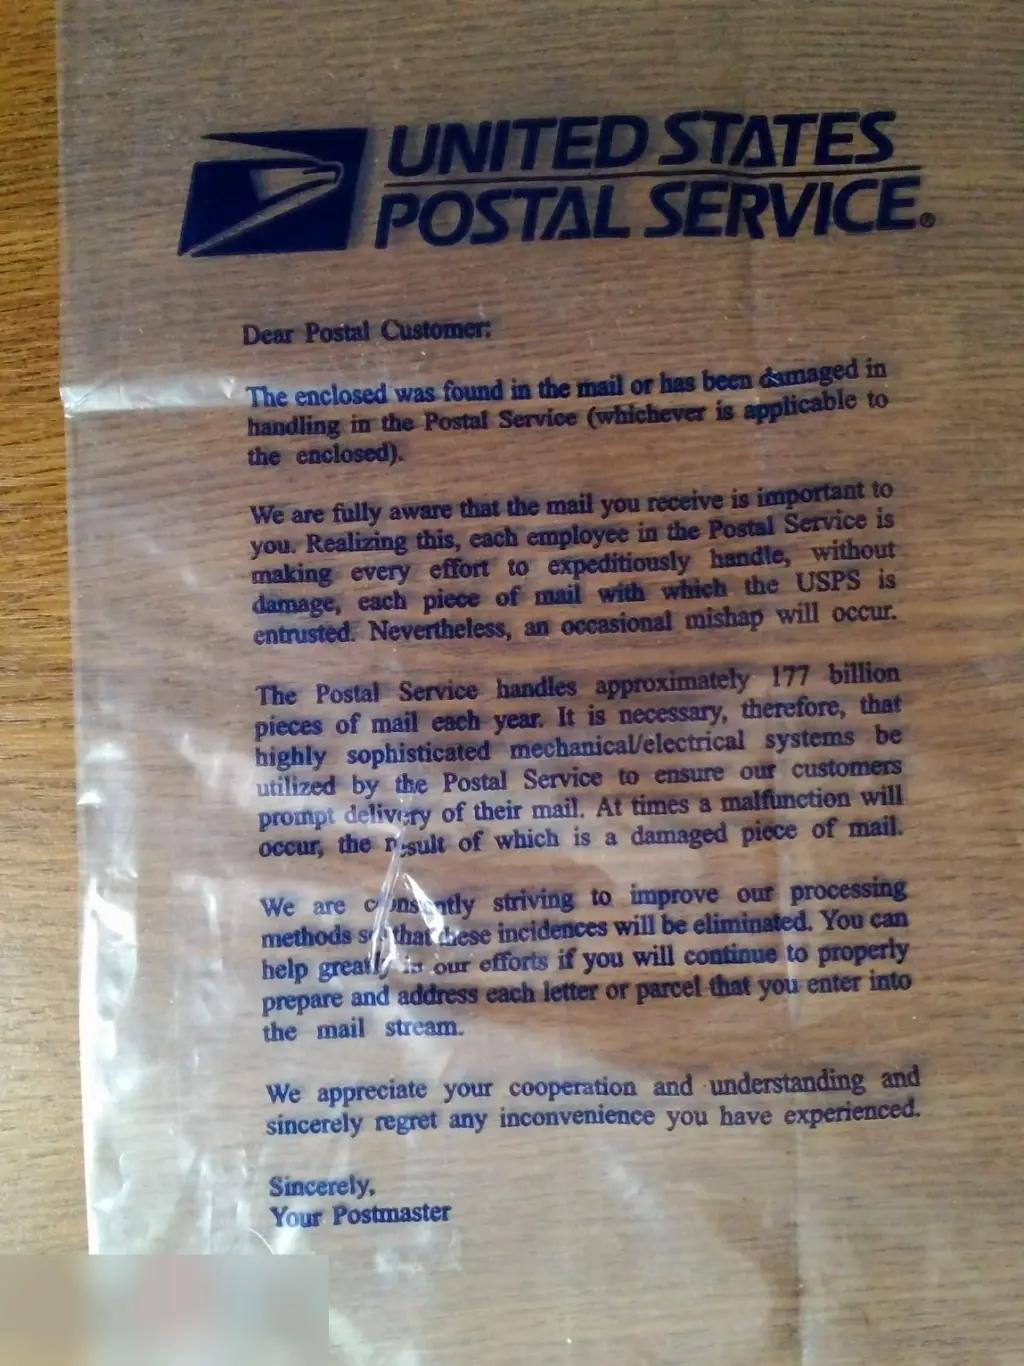 UNITED STATES
POSTAL SERVICE®
Dear Postal Customer:
The enclosed was found in the mail or has been damaged in
handling in the Postal Service (whichever is applicable to
the enclosed).
We are fully aware that the mail you receive is important to
you. Realizing this, each employee in the Postal Service is
making every effort to expeditiously handle, without
damage, each piece of mail with which the USPS is
entrusted. Nevertheless, an occasional mishap will occur.
The Postal Service handles approximately 177 billion
pieces of mail each year. It is necessary, therefore, that
highly sophisticated mechanical/electrical systems be
utilized by the Postal Service to ensure our customers
prompt delivery of their mail. At times a malfunction will
occur, the result of which is a damaged piece of mail.
We are constantly striving to improve our processing
methods so that these incidences will be eliminated. You can
help greatly in our efforts if you will continue to properly
prepare and address each letter or parcel that you enter into
the mail stream.
We appreciate your cooperation and understanding and
sincerely regret any inconvenience you have experienced.
Sincerely,
Your Postmaster